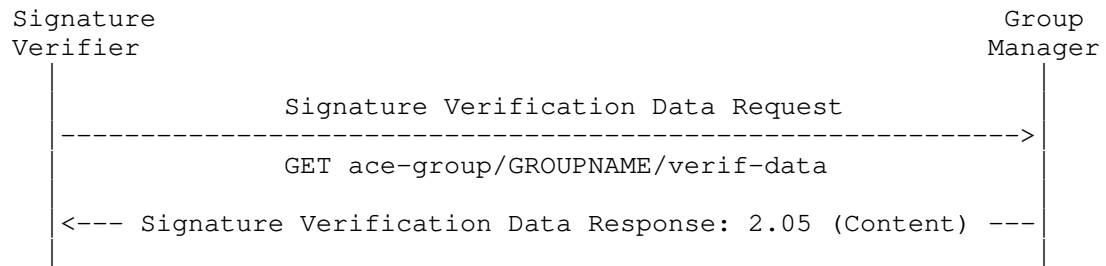 Signature Group
Verifier Manager
Signature Verification Data Request
GET ace-group/GROUPNAME/verif-data
<--- Signature Verification Data Response: 2.05 (Content) ---